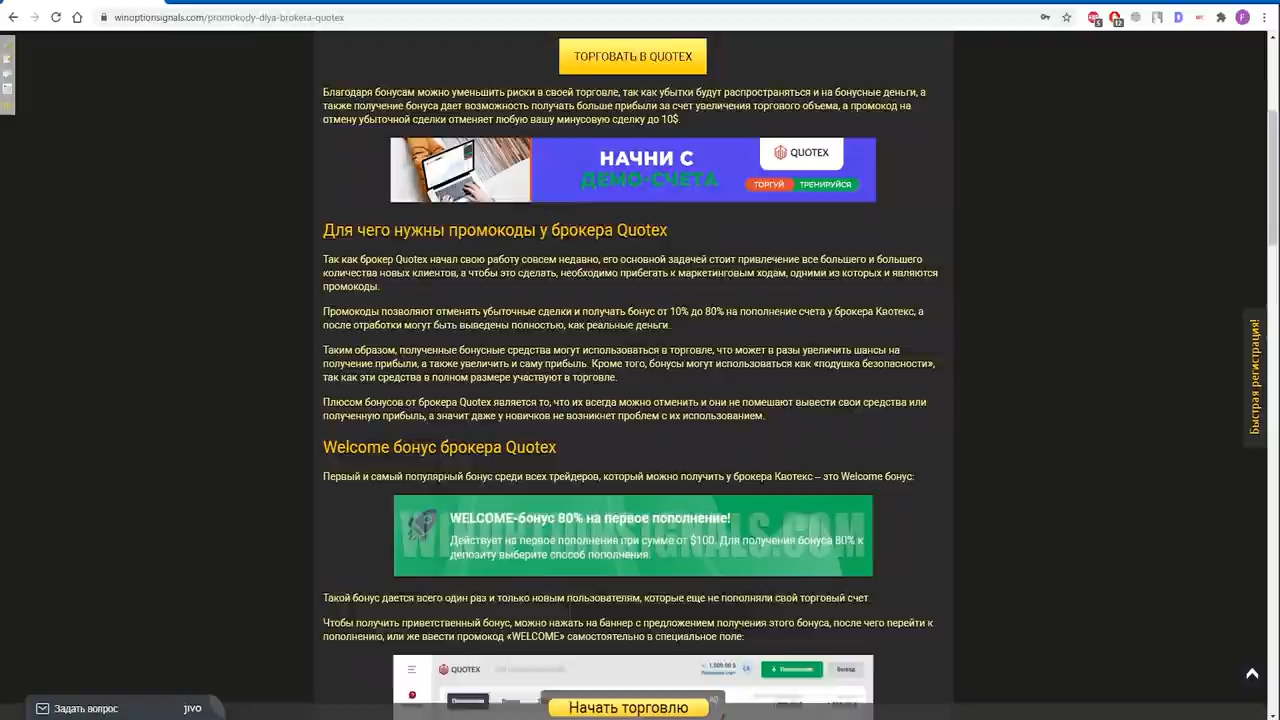 winoptionsignals.com/promokody-dlya-brokera-quotex
5
12
F
ТОРГОВАТЬ В QUOTEX
Благодаря бонусам можно уменьшить риски в своей торговле, так как убытки будут распространяться и на бонусные деньги, а
также получение бонуса дает возможность получать больше прибыли за счет увеличения торгового объема, а промокод на
отмену убыточной сделки отменяет любую вашу минусовую сделку до 10$.
НАЧНИ С
ДЕМО-СЧЕТА
QUOTEX
ТОРГУЙ ТРЕНИРУЙСЯ
Для чего нужны промокоды у брокера Quotex
Так как брокер Quotex начал свою работу совсем недавно, его основной задачей стоит привлечение все большего и большего
количества новых клиентов, а чтобы это сделать, необходимо прибегать к маркетинговым ходам, одними из которых и являются
промокоды.
Промокоды позволяют отменять убыточные сделки и получать бонус от 10% до 80% на пополнение счета у брокера Квотекс, а
после отработки могут быть выведены полностью, как реальные деньги.
Таким образом, полученные бонусные средства могут использоваться в торговле, что может в разы увеличить шансы на
получение прибыли, а также увеличить и саму прибыль. Кроме того, бонусы могут использоваться как «подушка безопасности»,
так как эти средства в полном размере участвуют в торговле.
Плюсом бонусов от брокера Quotex является то, что их всегда можно отменить и они не помешают вывести свои средства или
полученную прибыль, а значит даже у новичков не возникнет проблем с их использованием.
Быстрая регистрация!
Welcome бонус брокера Quotex
Первый и самый популярный бонус среди всех трейдеров, который можно получить у брокера Квотекс – это Welcome бонус:
WINOPTIONSIGNALS.COM
WELCOME-бонус 80% на первое пополнение!
Действует на первое пополнение при сумме от $100. Для получения бонуса 80% к
депозиту выберите способ пополнения.
Такой бонус дается всего один раз и только новым пользователям, которые еще не пополняли свой торговый счет.
Чтобы получить приветственный бонус, можно нажать на баннер с предложением получения этого бонуса, после чего перейти к
пополнению, или же ввести промокод «WELCOME» самостоятельно в специальное поле:
QUOTEX
Вывод
Задать вопрос
jivo
Начать торговлю